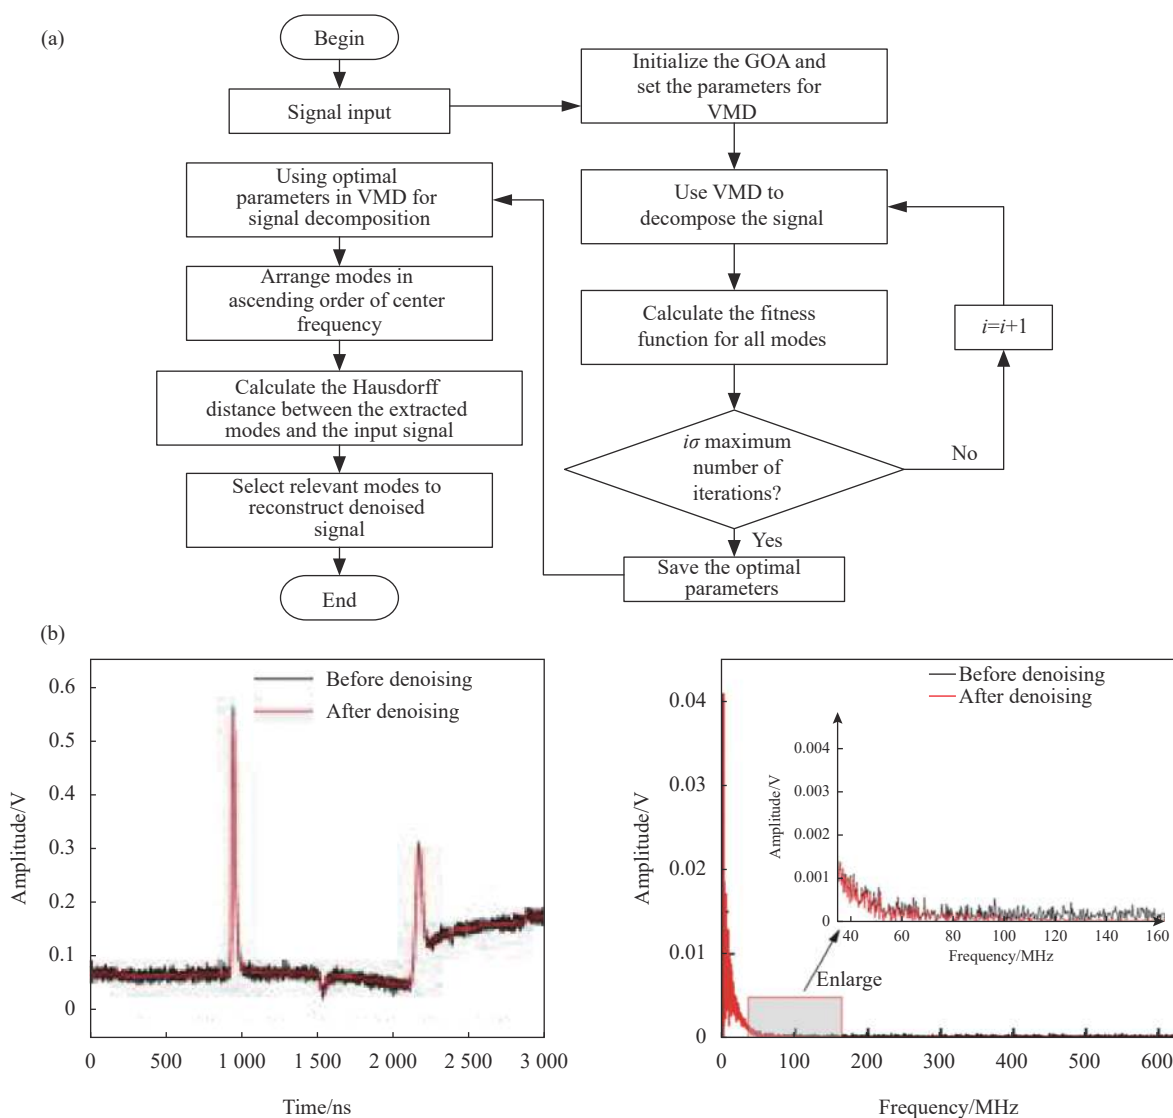 (a)
Begin
Signal input
Initialize the GOA and
set the parameters for
VMD
Using optimal
parameters in VMD for
signal decomposition
Use VMD to
decompose the signal
Arrange modes in
ascending order of center
frequency
Calculate the fitness
function for all modes
i=i+1
Calculate the Hausdorff
distance between the extracted
modes and the input signal
iσ maximum
number of
iterations?
No
Select relevant modes to
reconstruct denoised
signal
Yes
Save the optimal
parameters
End
(b)
Before denoising
After denoising
Amplitude/V
0.6
0.5
0.4
0.3
0.2
0.1
0
0
500
1 000
1 500
2 000
2 500
3 000
Time/ns
Before denoising
After denoising
Amplitude/V
0.04
0.03
0.02
0.01
0
0
100
200
300
400
500
600
Frequency/MHz
Amplitude/V
0.004
0.003
0.002
0.001
0
40
60
80
100
120
140
160
Frequency/MHz
Enlarge